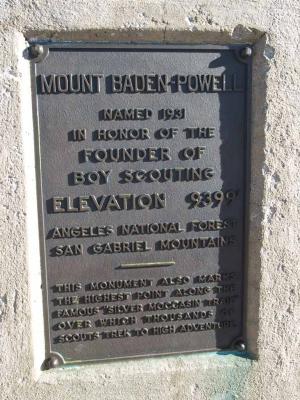 MOUNT BADEN-POWELL
NAMED 1931
IN HONOR OF THE
FOUNDER OF
BOY SCOUTING
ELEVATION 9399'
ANGELES NATIONAL FOREST
SAN GABRIEL MOUNTAINS
THIS MONUMENT ALSO MARKS
THE HIGHEST POINT ALONG THE
FAMOUS "SILVER MOCCASIN TRAIL"
OVER WHICH THOUSANDS OF
SCOUTS TREK TO HIGH ADVENTURE.